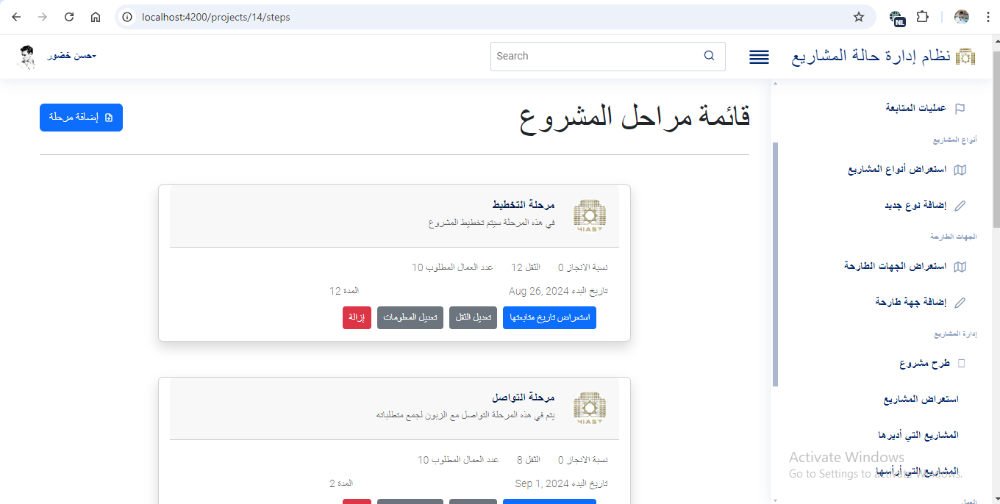 localhost:4200/projects/14/steps
NL
نظام إدارة حالة المشاريع
Search
حسن خضور
عمليات المتابعة
أنواع المشاريع
استعراض أنواع المشاريع
إضافة نوع جديد
الجهات الطارحة
استعراض الجهات الطارحة
إضافة جهة طارحة
إدارة المشاريع
طرح مشروع
استعراض المشاريع
المشاريع التي أديرها
المشاريع التي أرأسها
العمل
قائمة مراحل المشروع
إضافة مرحلة
HIAST
مرحلة التخطيط
في هذه المرحلة سيتم تخطيط المشروع
نسبة الانجاز 0 الثقل 12 عدد العمال المطلوب 10
تاريخ البدء Aug 26, 2024 المدة 12
استعراض تاريخ متابعتها تعديل الثقل تعديل المعلومات إزالة
HIAST
مرحلة التواصل
يتم في هذه المرحلة التواصل مع الزبون لجمع متطلباته
نسبة الانجاز 0 الثقل 8 عدد العمال المطلوب 10
تاريخ البدء Sep 1, 2024 المدة 2
Activate Windows
Go to Settings to activate Windows.